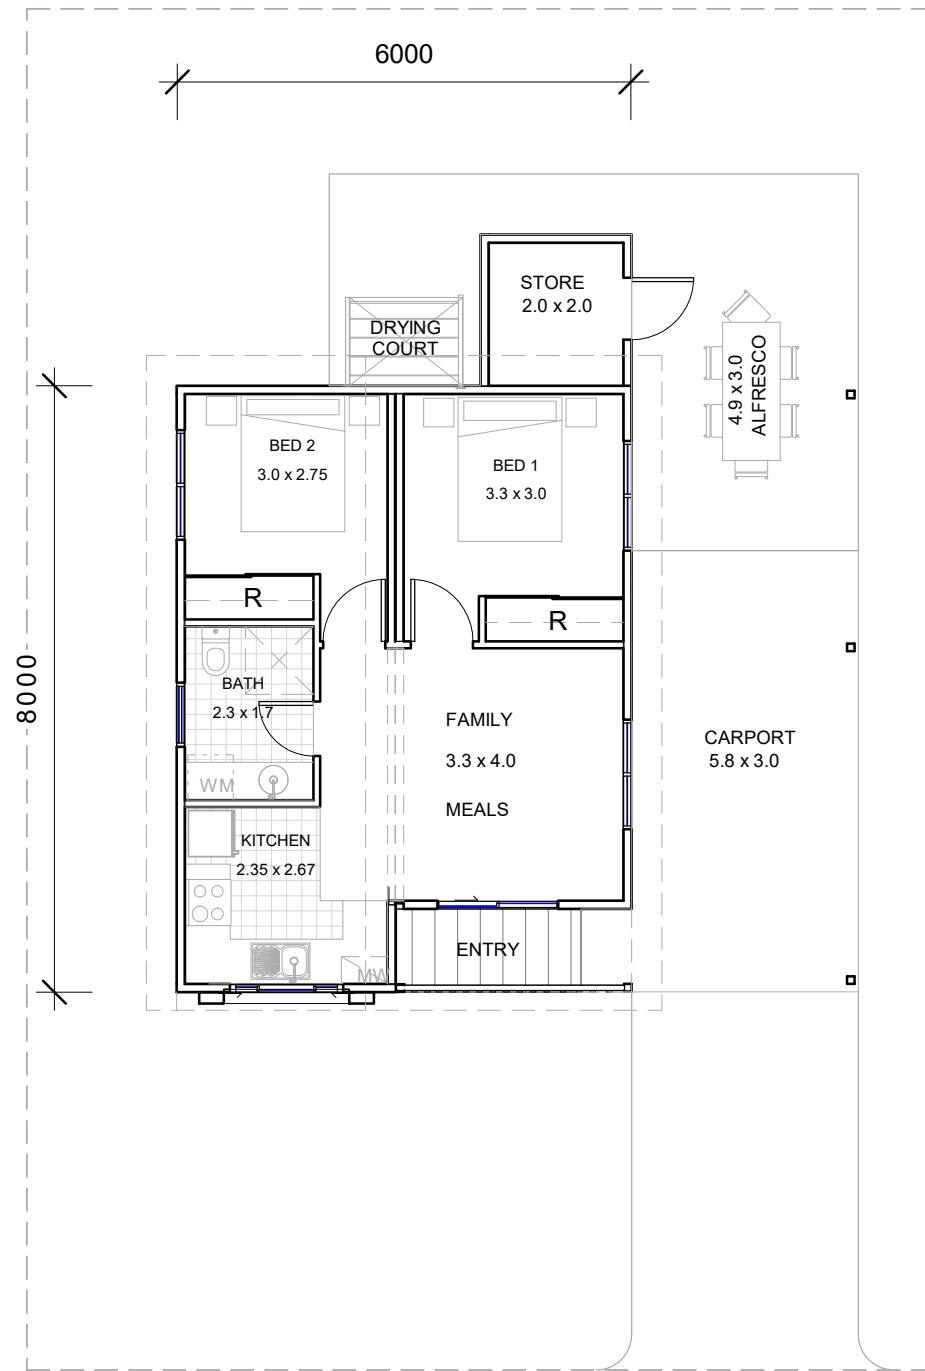 6000
STORE
2.0 x 2.0
DRYING
COURT
4.9 x 3.0
ALFRESCO
BED 2
3.0 x 2.75
BED 1
3.3 x 3.0
R
R
8000
BATH
2.3 x 1.7
WM
FAMILY
3.3 x 4.0
MEALS
CARPORT
5.8 x 3.0
KITCHEN
2.35 x 2.67
ENTRY
MW